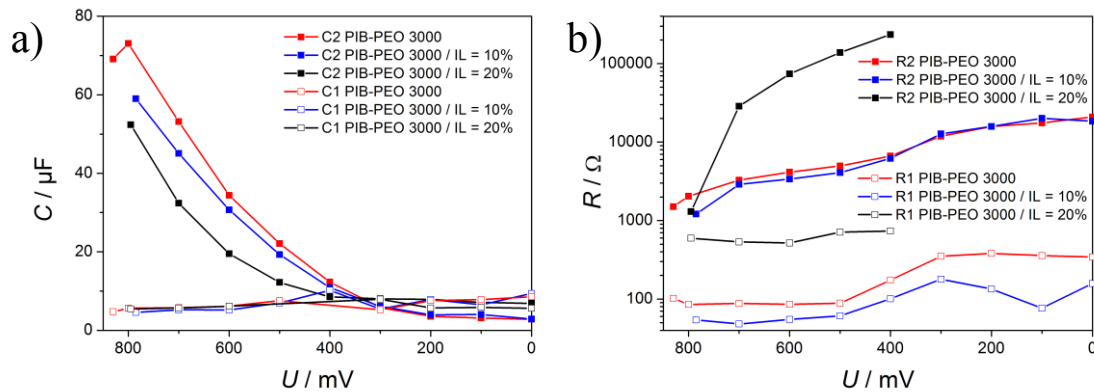 a)
80
60
40
20
0
C / µF
C2 PIB-PEO 3000
C2 PIB-PEO 3000 / IL = 10%
C2 PIB-PEO 3000 / IL = 20%
C1 PIB-PEO 3000
C1 PIB-PEO 3000 / IL = 10%
C1 PIB-PEO 3000 / IL = 20%
800 600 400 200 0
U / mV
b)
100000
10000
1000
100
R / Ω
R2 PIB-PEO 3000
R2 PIB-PEO 3000 / IL = 10%
R2 PIB-PEO 3000 / IL = 20%
R1 PIB-PEO 3000
R1 PIB-PEO 3000 / IL = 10%
R1 PIB-PEO 3000 / IL = 20%
800 600 400 200 0
U / mV